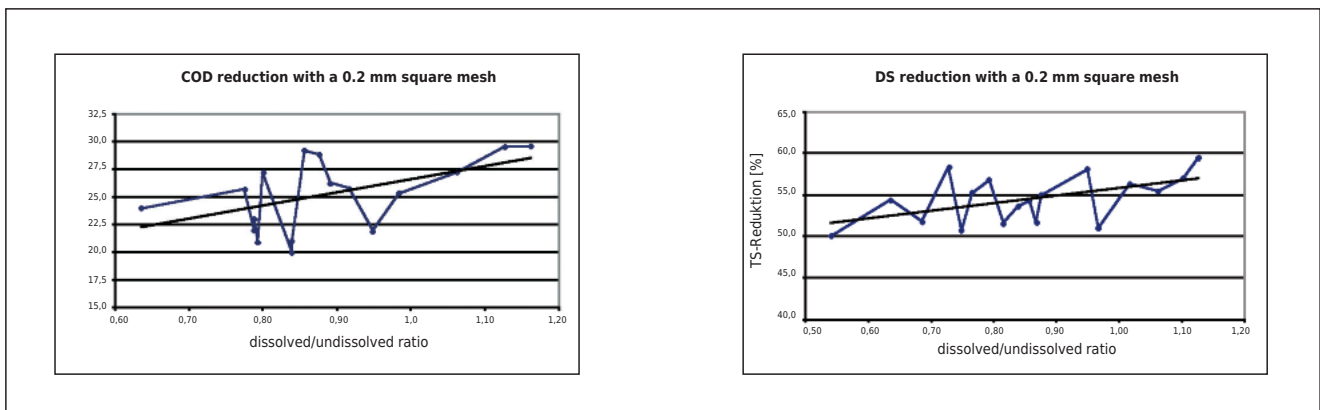 COD reduction with a 0.2 mm square mesh
32,5
30,0
27,5
25,0
22,5
20,0
17,5
15,0
0,60 0,70 0,80 0,90 1,0 1,10 1,20
dissolved/undissolved ratio
DS reduction with a 0.2 mm square mesh
TS-Reduktion [%]
65,0
60,0
55,0
50,0
45,0
40,0
0,50 0,60 0,70 0,80 0,90 1,00 1,10 1,20
dissolved/undissolved ratio